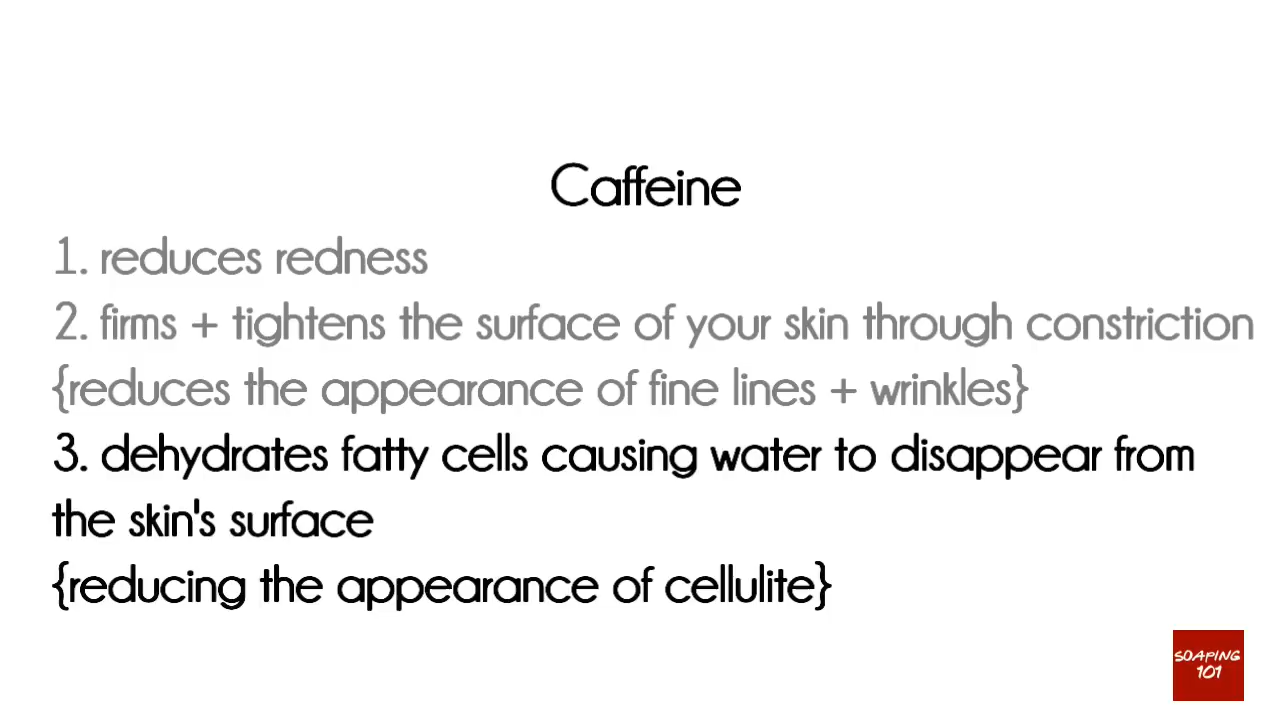 Caffeine
1. reduces redness
2. firms + tightens the surface of your skin through constriction
{reduces the appearance of fine lines + wrinkles}
3. dehydrates fatty cells causing water to disappear from
the skin's surface
{reducing the appearance of cellulite}
SOAPING
101